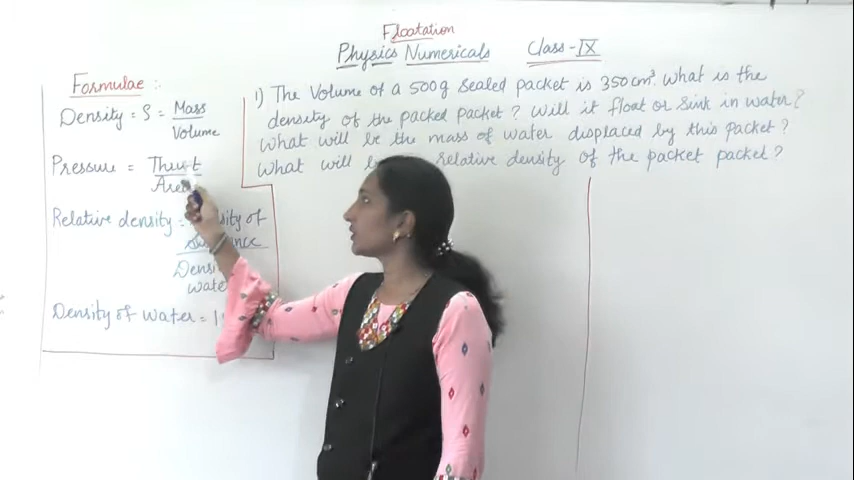 Floatation
Physics Numericals Class-IX
Formulae :-
Density = ρ = Mass
Volume
Pressure = Thrust
Area
Relative density = of
Density
water
Density of water = 1
1) The Volume of a 500g sealed packet is 350cm³. What is the
density of the packed packet? Will it float or Sink in water?
What will be the mass of water displaced by this packet?
What will relative density of the packet packet?